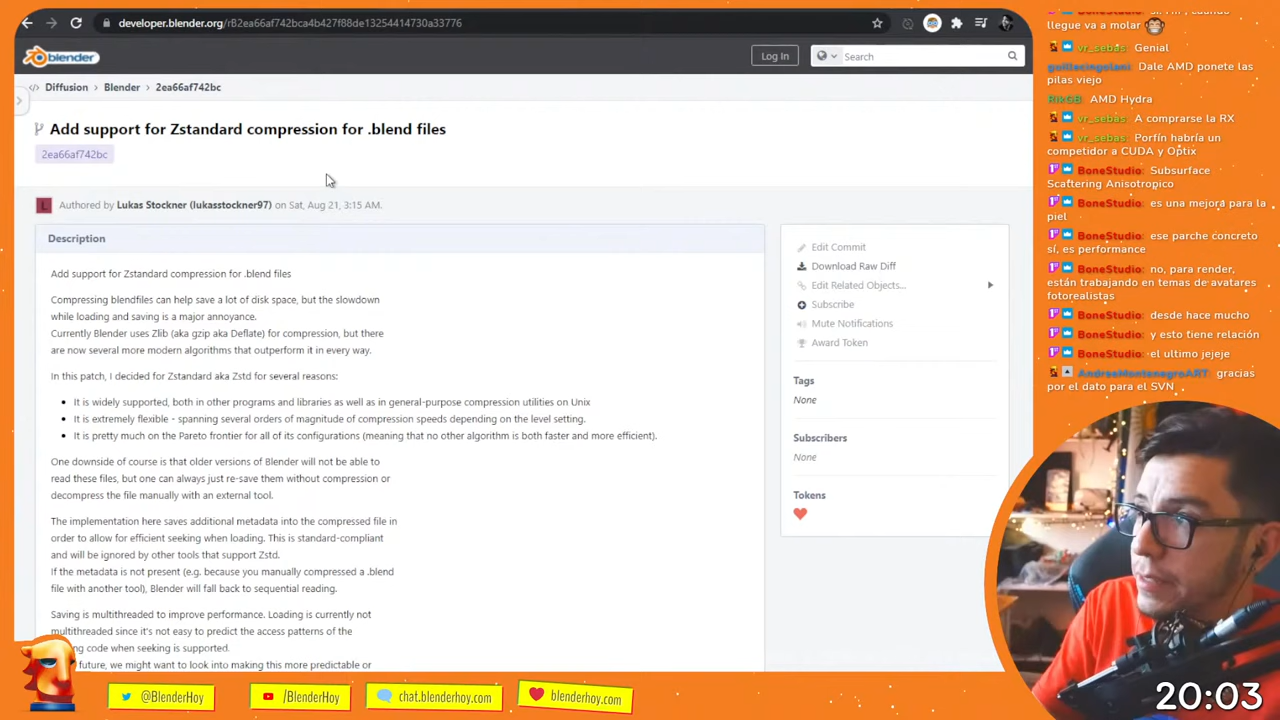 developer.blender.org/rB2ea66af742bca4b427f88de13254414730a33776
blender
Log In
Search
Diffusion > Blender > 2ea66af742bc
Add support for Zstandard compression for .blend files
2ea66af742bc
L
Authored by Lukas Stockner (lukasstockner97) on Sat, Aug 21, 3:15 AM.
Description
Add support for Zstandard compression for .blend files
Compressing blendfiles can help save a lot of disk space, but the slowdown
while loading and saving is a major annoyance.
Currently Blender uses Zlib (aka gzip aka Deflate) for compression, but there
are now several more modern algorithms that outperform it in every way.
In this patch, I decided for Zstandard aka Zstd for several reasons:
• It is widely supported, both in other programs and libraries as well as in general-purpose compression utilities on Unix
• It is extremely flexible - spanning several orders of magnitude of compression speeds depending on the level setting.
• It is pretty much on the Pareto frontier for all of its configurations (meaning that no other algorithm is both faster and more efficient).
One downside of course is that older versions of Blender will not be able to
read these files, but one can always just re-save them without compression or
decompress the file manually with an external tool.
The implementation here saves additional metadata into the compressed file in
order to allow for efficient seeking when loading. This is standard-compliant
and will be ignored by other tools that support Zstd.
If the metadata is not present (e.g. because you manually compressed a .blend
file with another tool), Blender will fall back to sequential reading.
Saving is multithreaded to improve performance. Loading is currently not
multithreaded since it's not easy to predict the access patterns of the
code when seeking is supported.
future, we might want to look into making this more predictable or
Edit Commit
Download Raw Diff
Edit Related Objects...
Subscribe
Mute Notifications
Award Token
Tags
None
Subscribers
None
Tokens
llegue va a molar
vr_sebas: Genial
guillecingolani: Dale AMD ponete las
pilas viejo
RIkGB: AMD Hydra
vr_sebas: A comprarse la RX
vr_sebas: Porfín habría un
competidor a CUDA y Optix
BoneStudio: Subsurface
Scattering Anisotropico
BoneStudio: es una mejora para la
piel
BoneStudio: ese parche concreto
sí, es performance
BoneStudio: no, para render,
están trabajando en temas de avatares
fotorealistas
BoneStudio: desde hace mucho
BoneStudio: y esto tiene relación
BoneStudio: el ultimo jejeje
AndresMontenegroART: gracias
por el dato para el SVN
@BlenderHoy
/BlenderHoy
chat.blenderhoy.com
blenderhoy.com
20:03